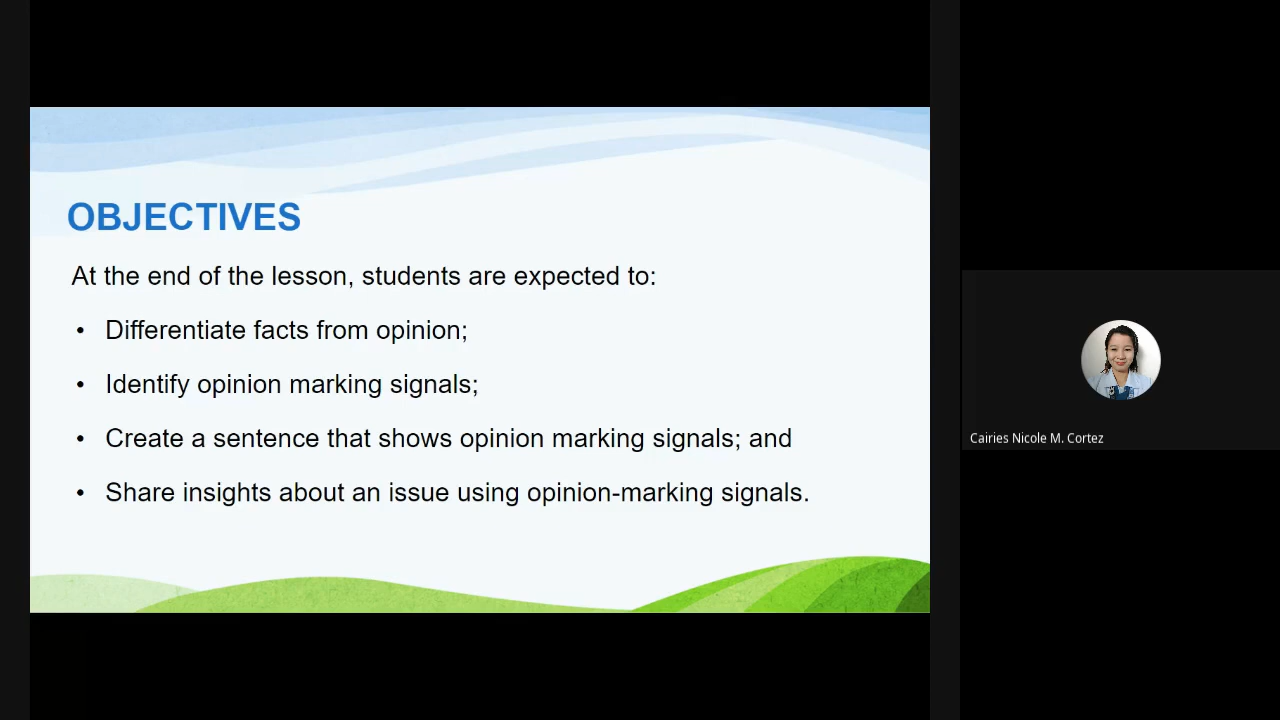 OBJECTIVES
At the end of the lesson, students are expected to:
• Differentiate facts from opinion;
• Identify opinion marking signals;
• Create a sentence that shows opinion marking signals; and
• Share insights about an issue using opinion-marking signals.
Cairies Nicole M. Cortez